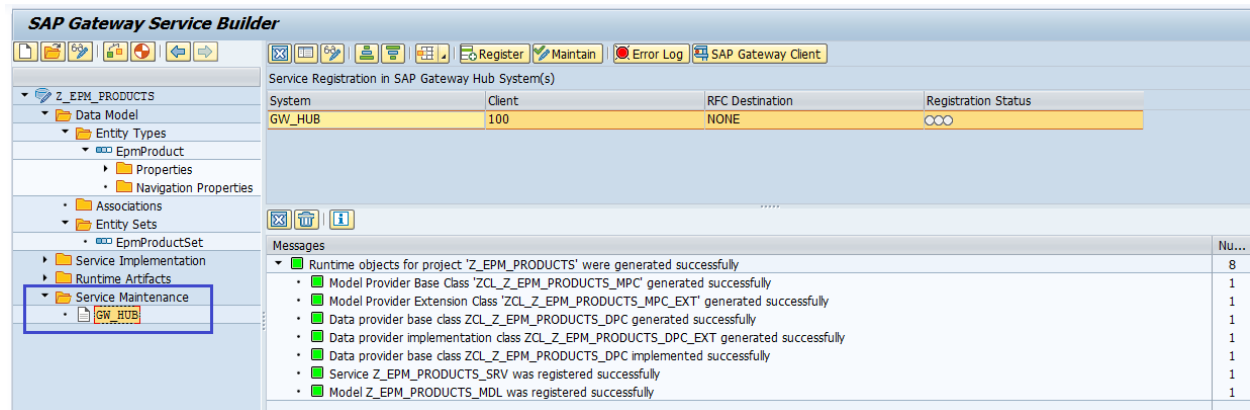 SAP Gateway Service Builder
Register Maintain Error Log SAP Gateway Client
Service Registration in SAP Gateway Hub System(s)
System Client RFC Destination Registration Status
GW_HUB 100 NONE
Z_EPM_PRODUCTS
Data Model
Entity Types
EpmProduct
Properties
Navigation Properties
Associations
Entity Sets
EpmProductSet
Service Implementation
Runtime Artifacts
Service Maintenance
GW_HUB
Messages Nu...
Runtime objects for project 'Z_EPM_PRODUCTS' were generated successfully 8
Model Provider Base Class 'ZCL_Z_EPM_PRODUCTS_MPC' generated successfully 1
Model Provider Extension Class 'ZCL_Z_EPM_PRODUCTS_MPC_EXT' generated successfully 1
Data provider base class ZCL_Z_EPM_PRODUCTS_DPC generated successfully 1
Data provider implementation class ZCL_Z_EPM_PRODUCTS_DPC_EXT generated successfully 1
Data provider base class ZCL_Z_EPM_PRODUCTS_DPC implemented successfully 1
Service Z_EPM_PRODUCTS_SRV was registered successfully 1
Model Z_EPM_PRODUCTS_MDL was registered successfully 1